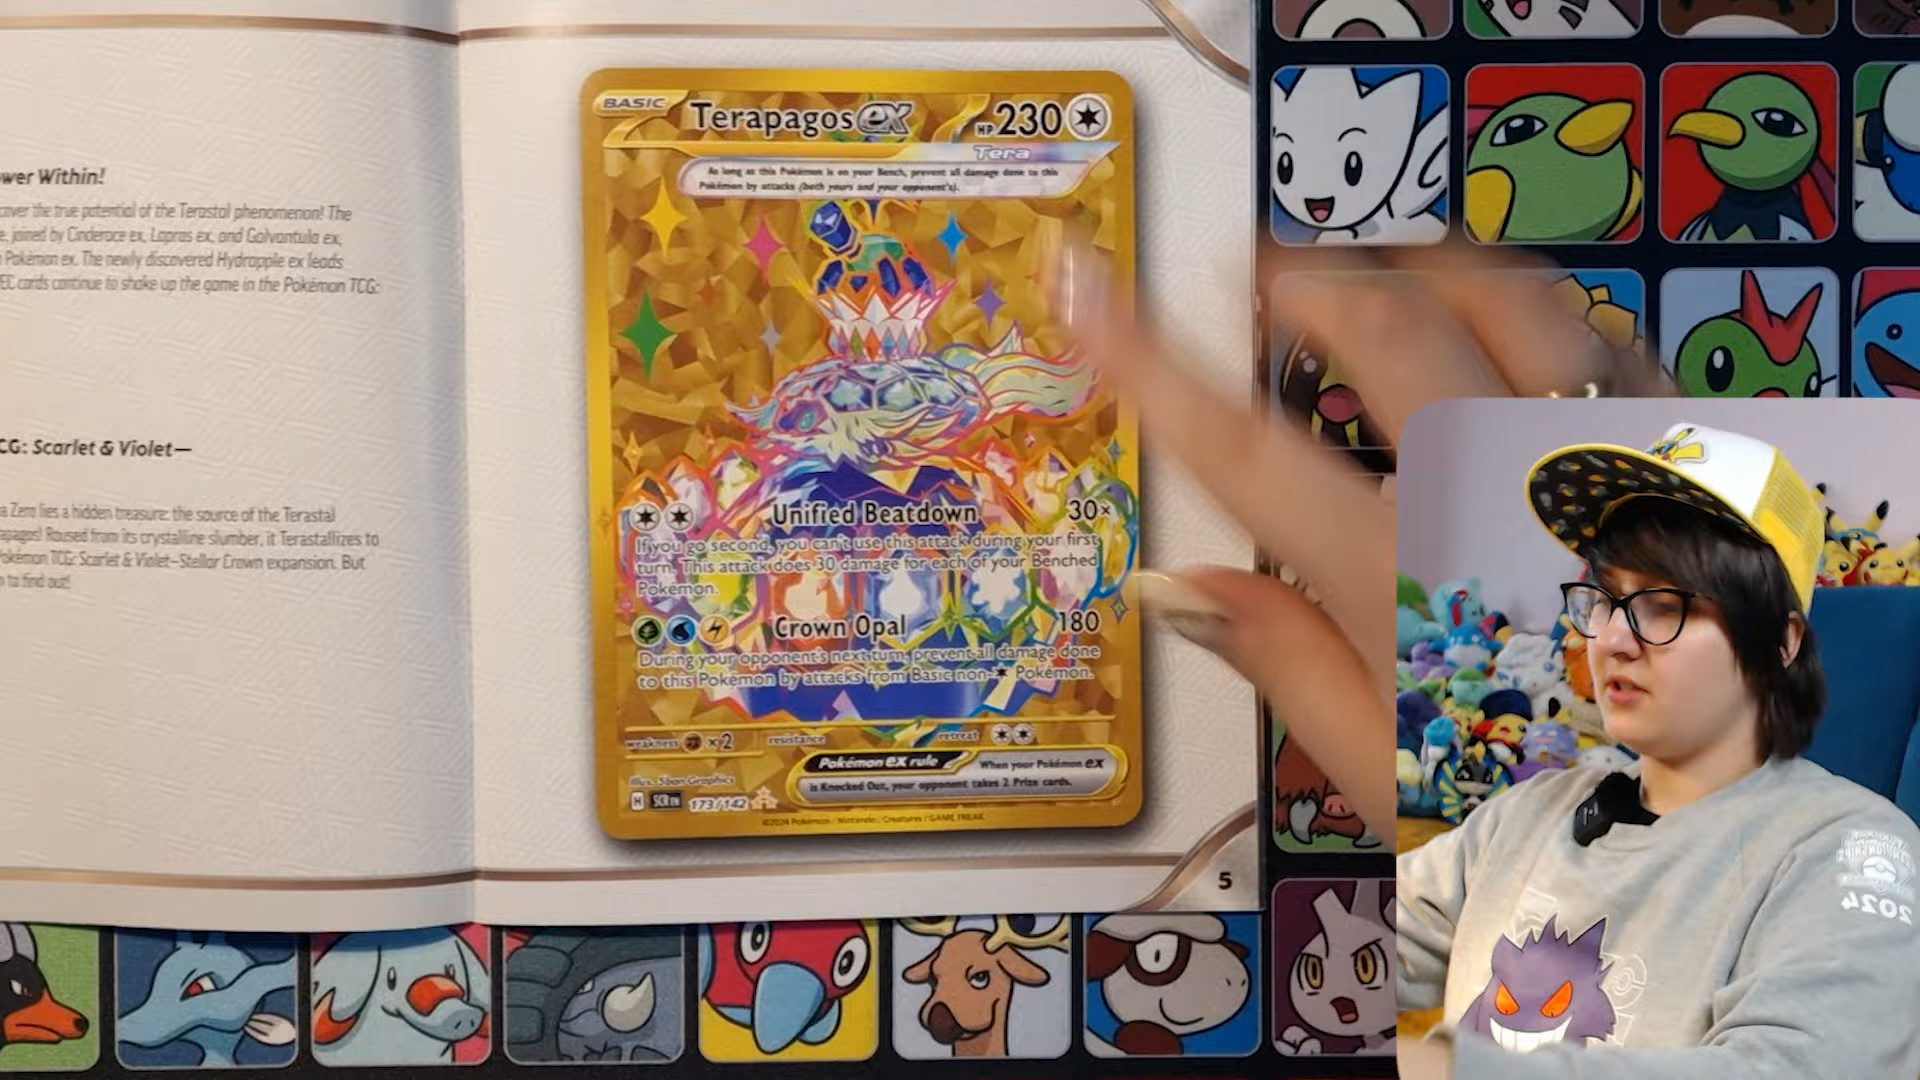 wer Within!
cover the true potential of the Terastal phenomenon! The
e, joined by Cinderace ex, Lapras ex, and Galvantula ex,
Pokémon ex. The newly discovered Hydrapple ex leads
EC cards continue to shake up the game in the Pokémon TCG:
CG: Scarlet & Violet—
a Zero lies a hidden treasure: the source of the Terastal
apagos! Roused from its crystalline slumber, it Terastallizes to
Pokémon TCG: Scarlet & Violet—Stellar Crown expansion. But
n to find out!
BASIC Terapagos ex HP 230
Tera
As long as this Pokémon is on your Bench, prevent all damage done to this
Pokémon by attacks (both yours and your opponent's).
Unified Beatdown 30×
If you go second, you can't use this attack during your first
turn. This attack does 30 damage for each of your Benched
Pokémon.
Crown Opal 180
During your opponent's next turn, prevent all damage done
to this Pokémon by attacks from Basic non- Pokémon.
weakness ×2 resistance retreat
Pokémon ex rule When your Pokémon ex
is Knocked Out, your opponent takes 2 Prize cards.
Illus. 5ban Graphics
H SCR EN 173/142
©2024 Pokémon / Nintendo / Creatures / GAME FREAK
5
2024